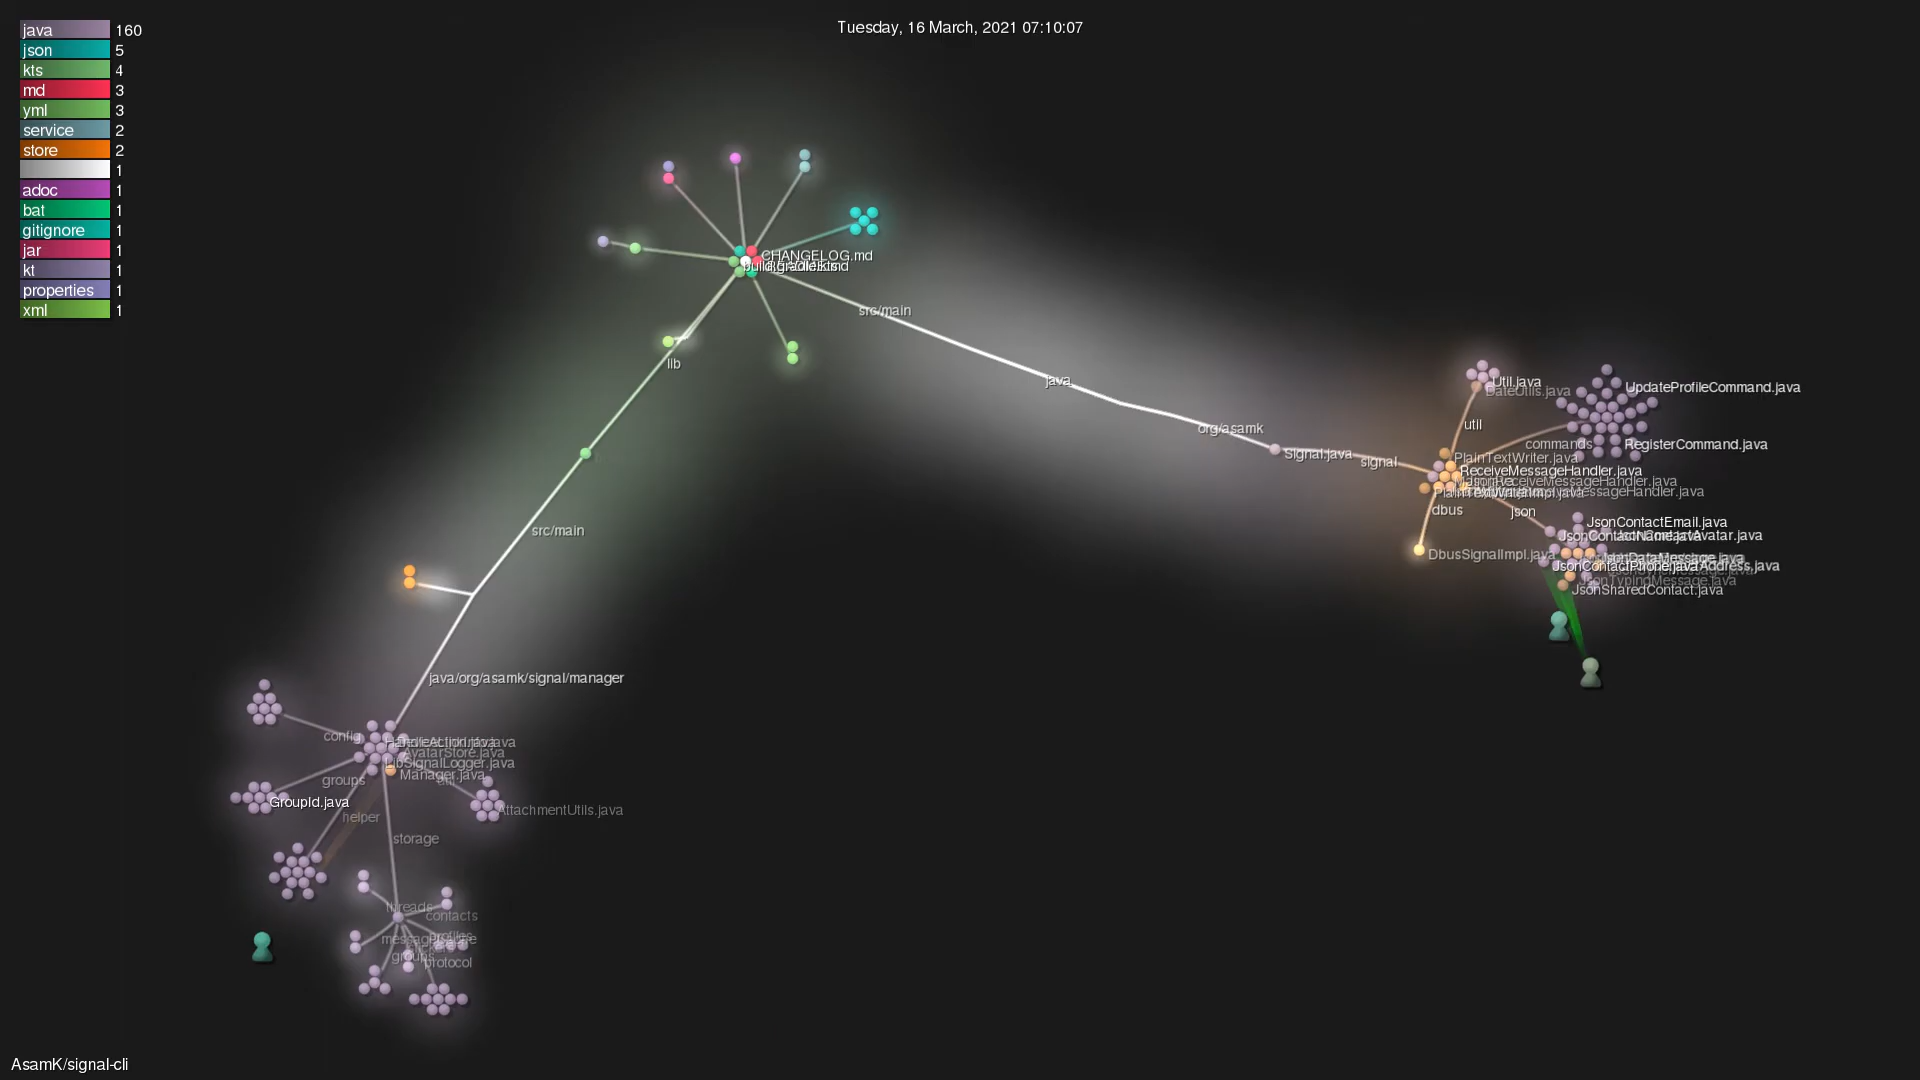 Tuesday, 16 March, 2021 07:10:07
java 160
json 5
kts 4
md 3
yml 3
service 2
store 2
1
adoc 1
bat 1
gitignore 1
jar 1
kt 1
properties 1
xml 1
CHANGELOG.md
src/main
lib
java
org/asamk
Signal.java
signal
Util.java
DateUtils.java
util
UpdateProfileCommand.java
commands
RegisterCommand.java
PlainTextWriter.java
ReceiveMessageHandler.java
dbus
json
DbusSignalImpl.java
JsonContactEmail.java
JsonContactPhone.java
JsonTypingMessage.java
JsonSharedContact.java
src/main
java/org/asamk/signal/manager
config
AvatarStore.java
LibSignalLogger.java
Manager.java
groups
GroupId.java
AttachmentUtils.java
helper
storage
threads
contacts
groups
protocol
AsamK/signal-cli